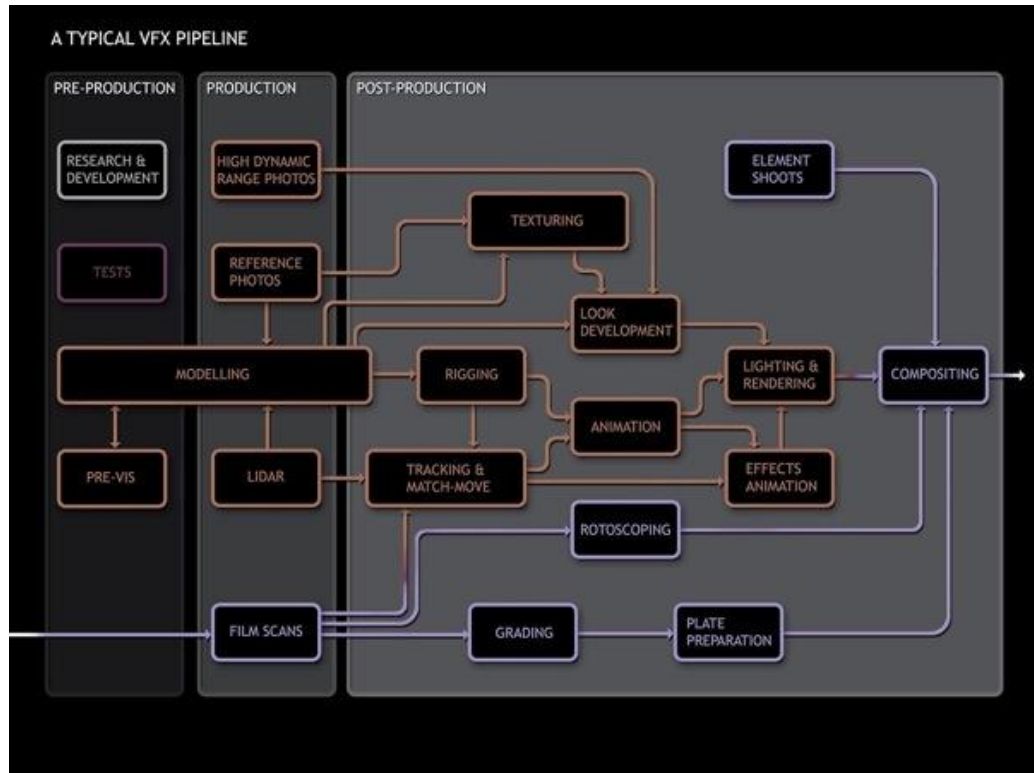 A TYPICAL VFX PIPELINE
PRE-PRODUCTION
PRODUCTION
POST-PRODUCTION
RESEARCH &
DEVELOPMENT
HIGH DYNAMIC
RANGE PHOTOS
ELEMENT
SHOOTS
TEXTURING
TESTS
REFERENCE
PHOTOS
LOOK
DEVELOPMENT
MODELLING
RIGGING
LIGHTING &
RENDERING
COMPOSITING
ANIMATION
PRE-VIS
LIDAR
TRACKING &
MATCH-MOVE
EFFECTS
ANIMATION
ROTOSCOPING
FILM SCANS
GRADING
PLATE
PREPARATION